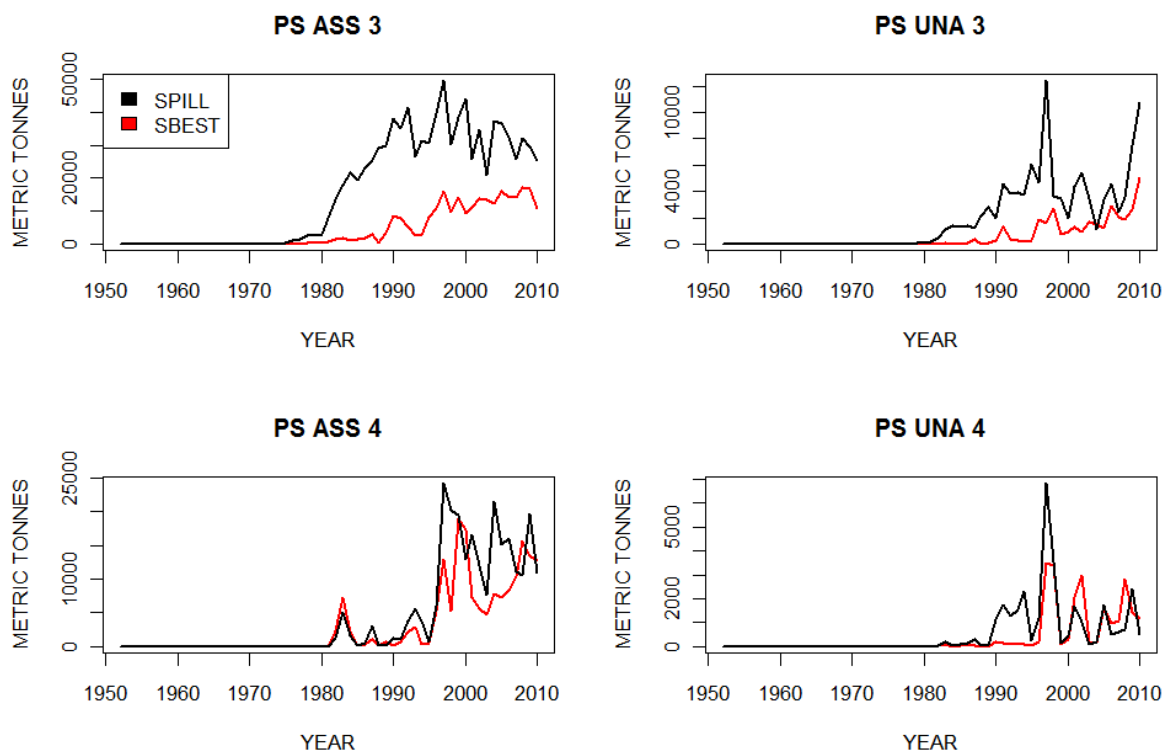 PS ASS 3
METRIC TONNES
0 20000 50000
SPILL
SBEST
1950 1960 1970 1980 1990 2000 2010
YEAR
PS UNA 3
METRIC TONNES
0 4000 10000
1950 1960 1970 1980 1990 2000 2010
YEAR
PS ASS 4
METRIC TONNES
0 10000 25000
1950 1960 1970 1980 1990 2000 2010
YEAR
PS UNA 4
METRIC TONNES
0 2000 5000
1950 1960 1970 1980 1990 2000 2010
YEAR